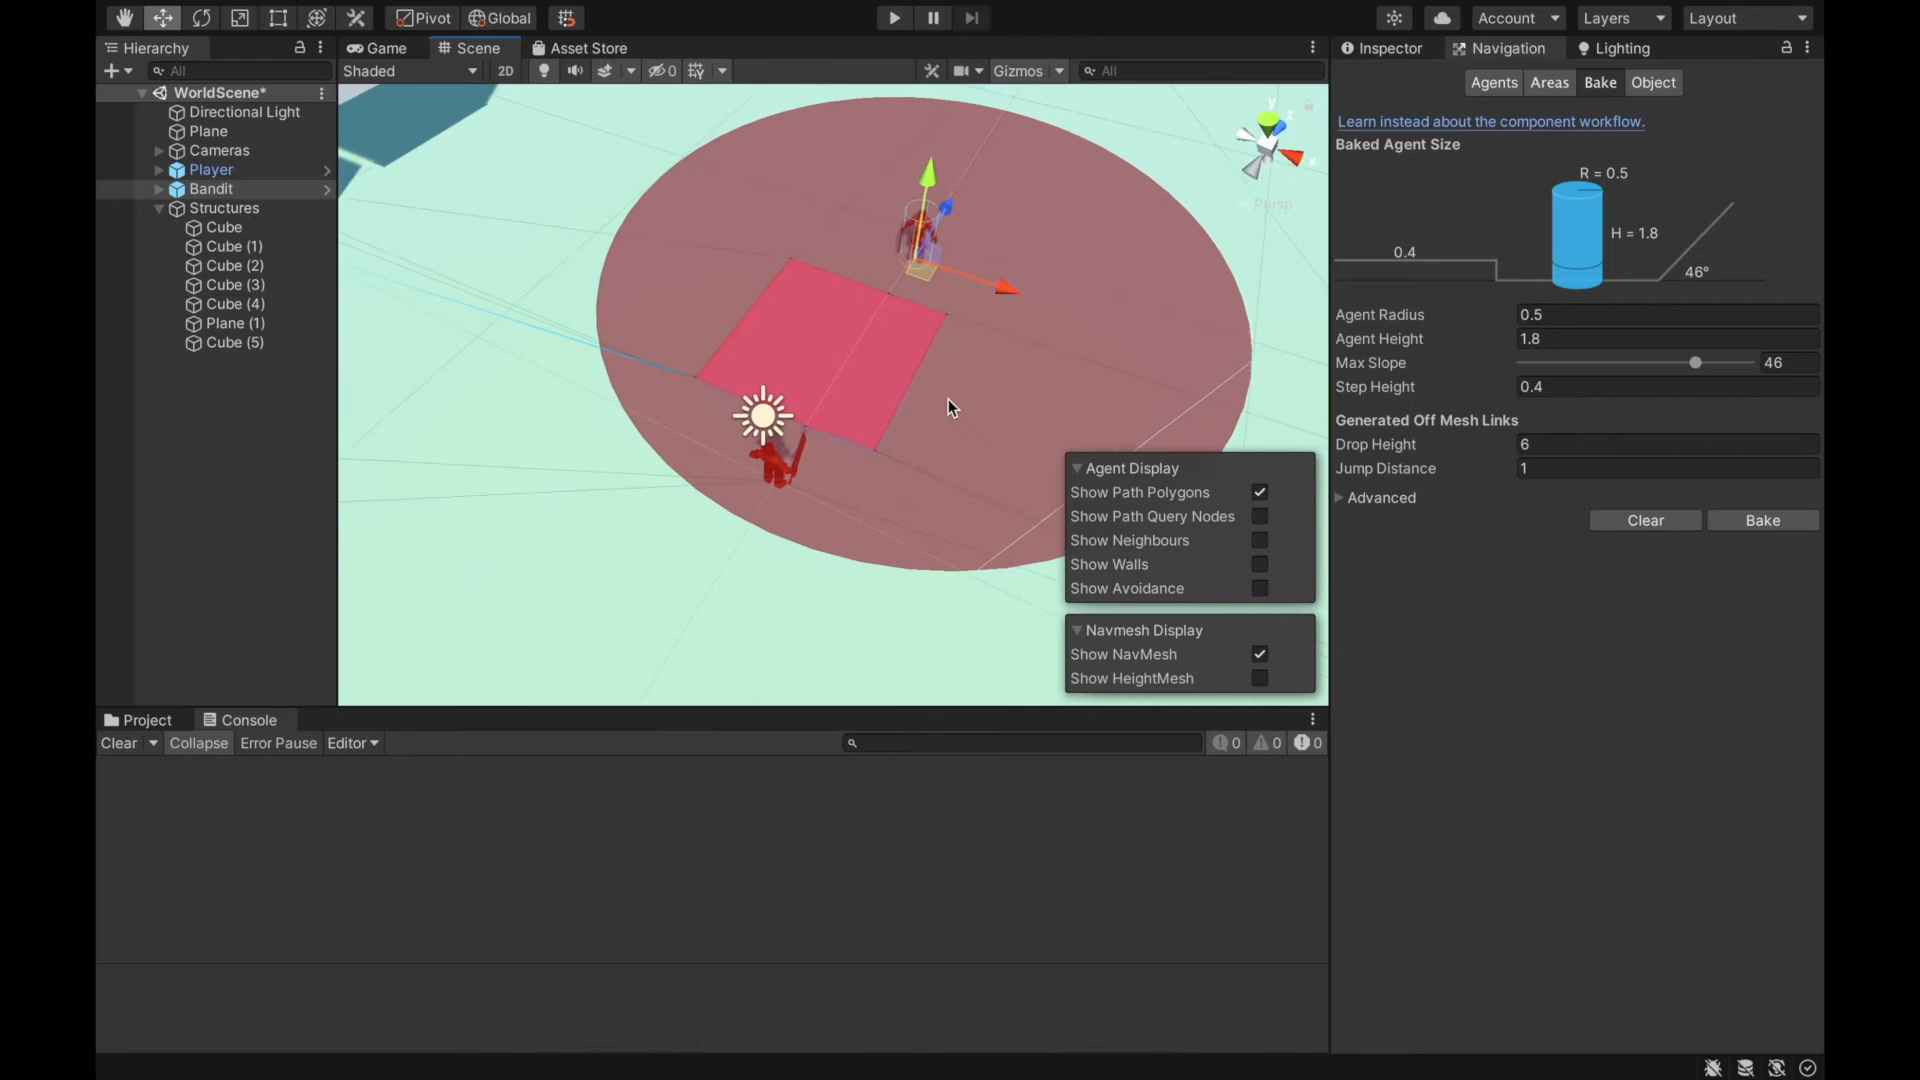 Pivot Global Account Layers Layout
Hierarchy Game Scene Asset Store Inspector Navigation Lighting
All Shaded 2D 0 Gizmos All
WorldScene*
Directional Light
Plane
Cameras
Player
Bandit
Structures
Cube
Cube (1)
Cube (2)
Cube (3)
Cube (4)
Plane (1)
Cube (5)
y
z
x
Persp
Agent Display
Show Path Polygons
Show Path Query Nodes
Show Neighbours
Show Walls
Show Avoidance
Navmesh Display
Show NavMesh
Show HeightMesh
Agents Areas Bake Object
Learn instead about the component workflow.
Baked Agent Size
R = 0.5
H = 1.8
0.4
46°
Agent Radius 0.5
Agent Height 1.8
Max Slope 46
Step Height 0.4
Generated Off Mesh Links
Drop Height 6
Jump Distance 1
Advanced
Clear Bake
Project Console
Clear Collapse Error Pause Editor 0 0 0